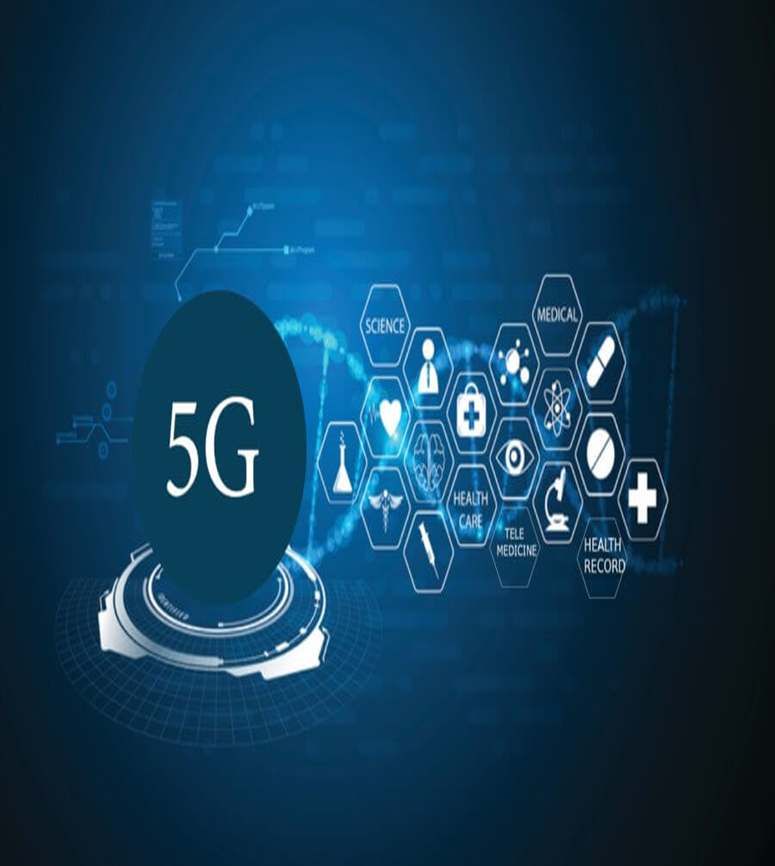 5G
SCIENCE
MEDICAL
HEALTH
CARE
TELE
MEDICINE
HEALTH
RECORD